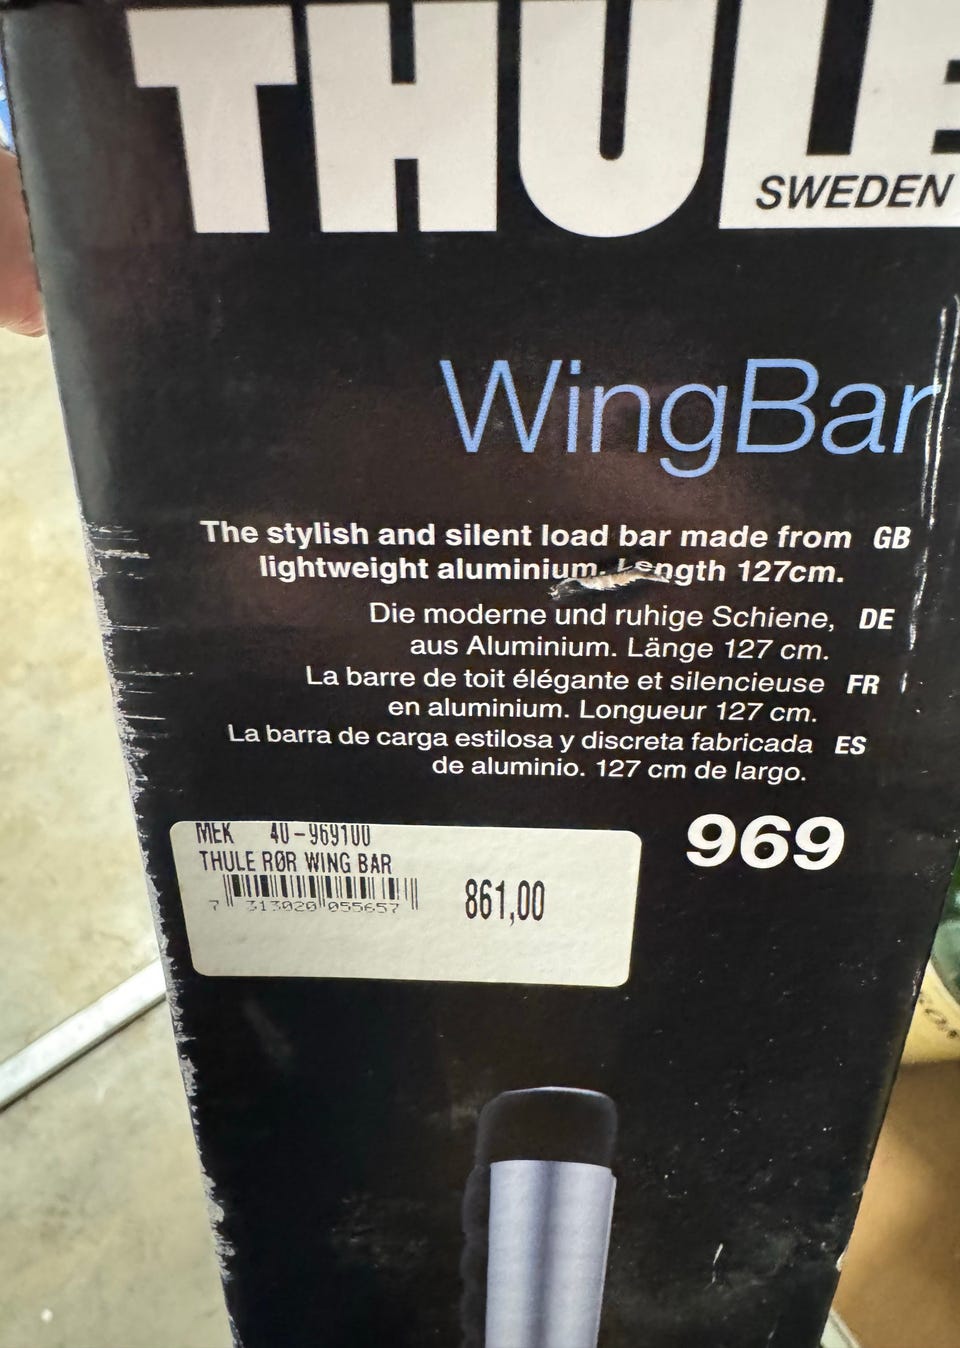 THULE
SWEDEN
WingBar
The stylish and silent load bar made from GB
lightweight aluminium. Length 127cm.
Die moderne und ruhige Schiene, DE
aus Aluminium. Länge 127 cm.
La barre de toit élégante et silencieuse FR
en aluminium. Longueur 127 cm.
La barra de carga estilosa y discreta fabricada ES
de aluminio. 127 cm de largo.
969
MEK 40-969100
THULE RØR WING BAR
861,00
7 313020 055657